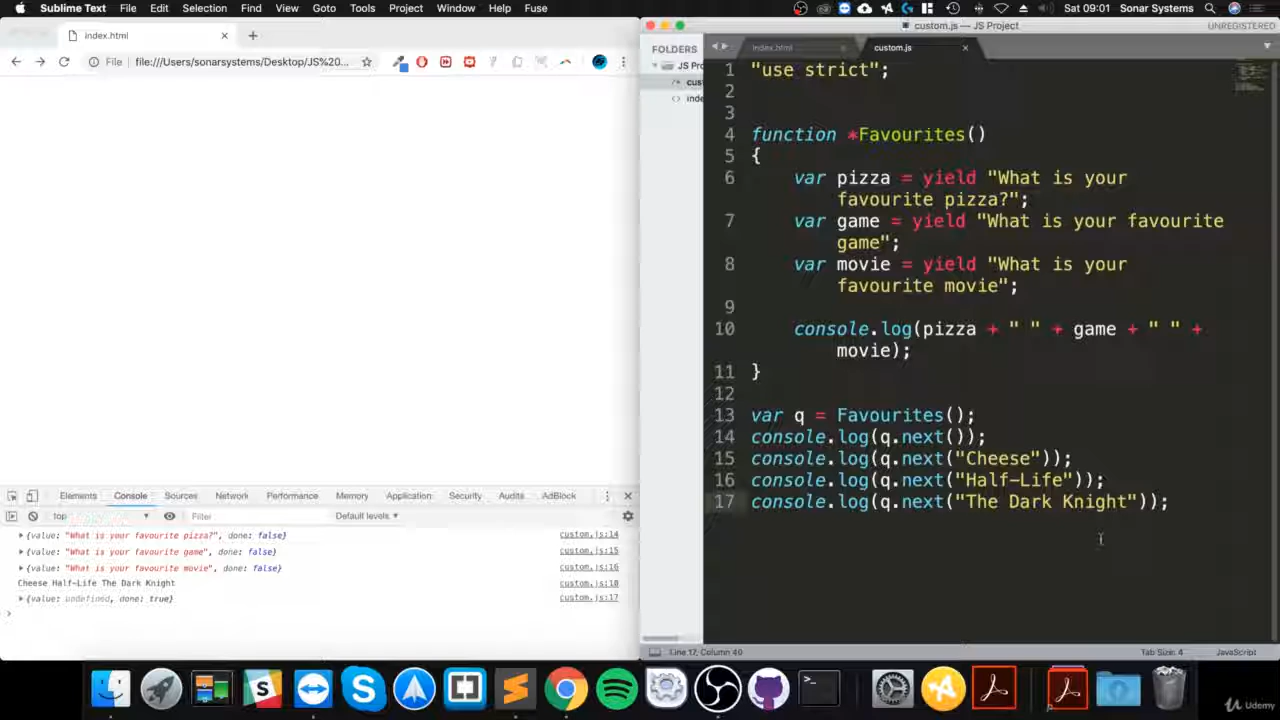 Sublime Text File Edit Selection Find View Goto Tools Project Window Help Fuse Sat 09:01 Sonar Systems
index.html
File file:///Users/sonarsystems/Desktop/JS%20...
custom.js — JS Project UNREGISTERED
FOLDERS
JS Pr
cus
inde
index.html custom.js
1 "use strict";
2
3
4 function *Favourites()
5 {
6 var pizza = yield "What is your
favourite pizza?";
7 var game = yield "What is your favourite
game";
8 var movie = yield "What is your
favourite movie";
9
10 console.log(pizza + " " + game + " " +
movie);
11 }
12
13 var q = Favourites();
14 console.log(q.next());
15 console.log(q.next("Cheese"));
16 console.log(q.next("Half-Life"));
17 console.log(q.next("The Dark Knight"));
Elements Console Sources Network Performance Memory Application Security Audits AdBlock
top Filter Default levels
{value: "What is your favourite pizza?", done: false} custom.js:14
{value: "What is your favourite game", done: false} custom.js:15
{value: "What is your favourite movie", done: false} custom.js:16
Cheese Half-Life The Dark Knight custom.js:10
{value: undefined, done: true} custom.js:17
Line 17, Column 40 Tab Size: 4 JavaScript
Udemy